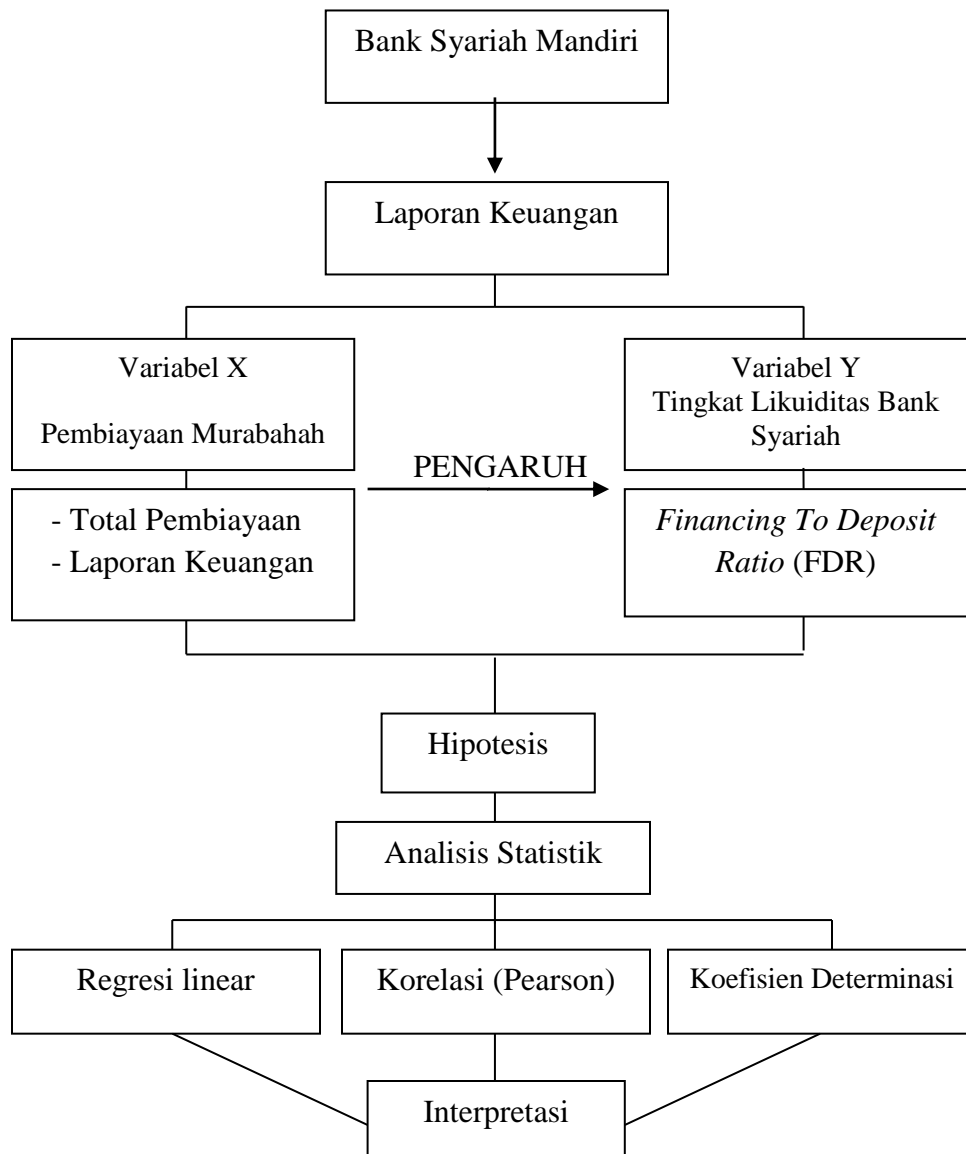 Bank Syariah Mandiri
Laporan Keuangan
Variabel X
Pembiayaan Murabahah
Variabel Y
Tingkat Likuiditas Bank
Syariah
PENGARUH
- Total Pembiayaan
- Laporan Keuangan
Financing To Deposit
Ratio (FDR)
Hipotesis
Analisis Statistik
Regresi linear
Korelasi (Pearson)
Koefisien Determinasi
Interpretasi